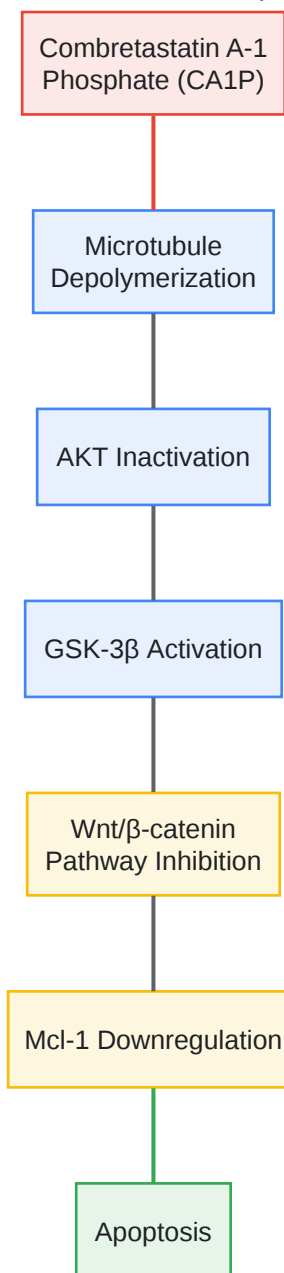 Combretastatin A-1
Phosphate (CA1P)
Microtubule
Depolymerization
AKT Inactivation
GSK-3β Activation
Wnt/β-catenin
Pathway Inhibition
Mcl-1 Downregulation
Apoptosis